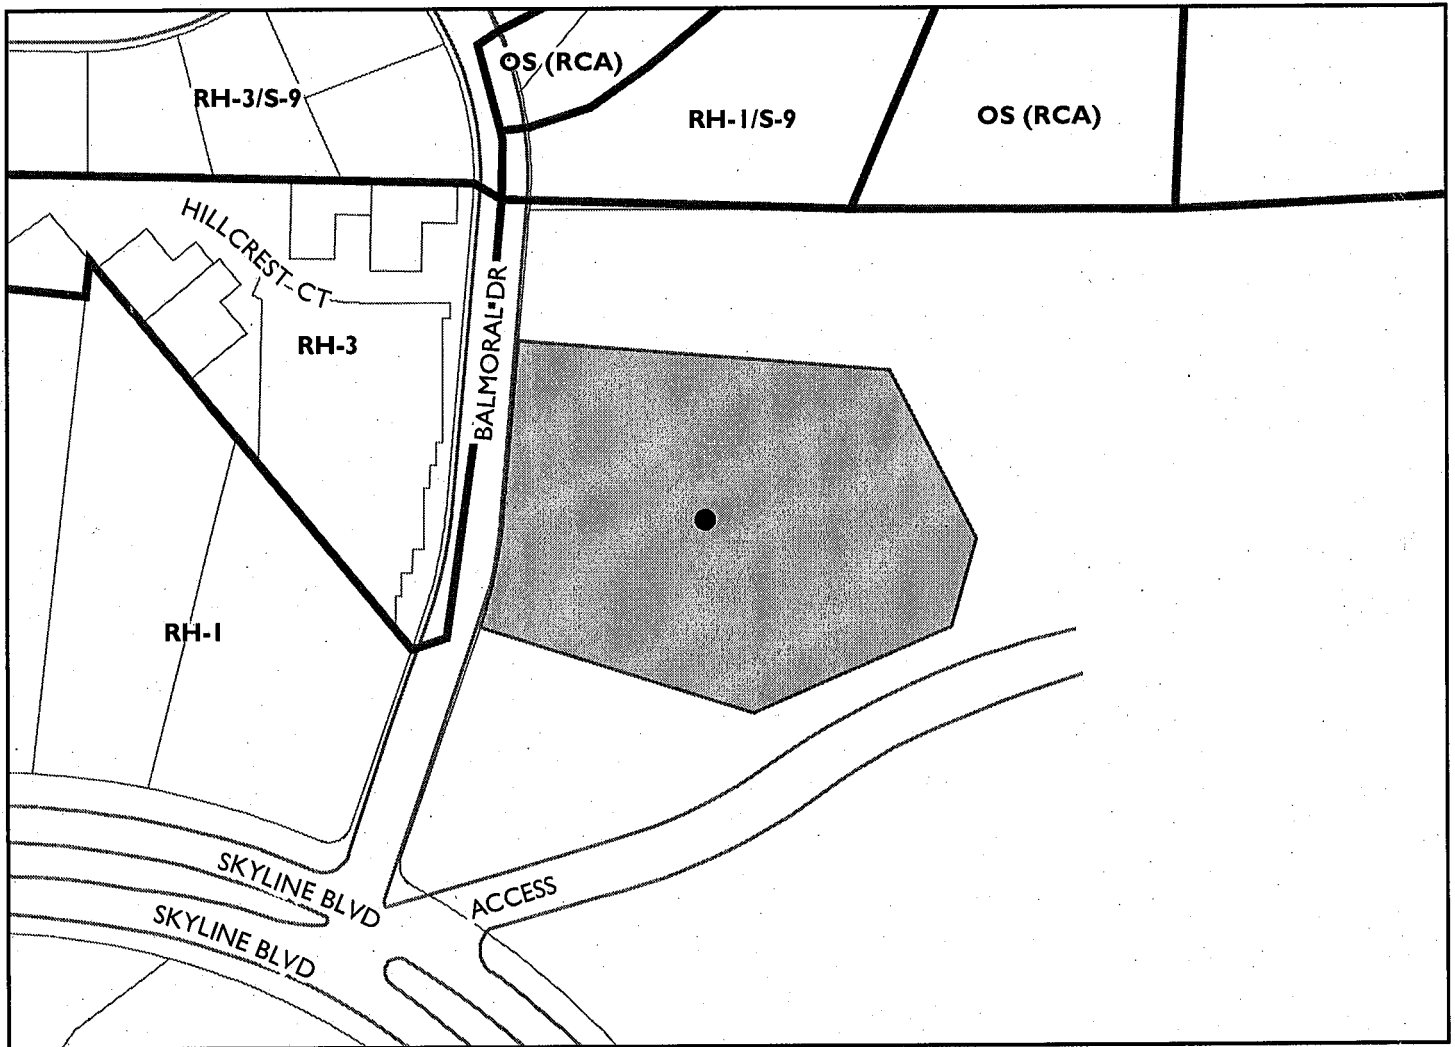 OS (RCA)
RH-3/S-9
RH-1/S-9
OS (RCA)
HILLCREST CT
BALMORAL DR
RH-3
RH-1
SKYLINE BLVD
ACCESS
SKYLINE BLVD